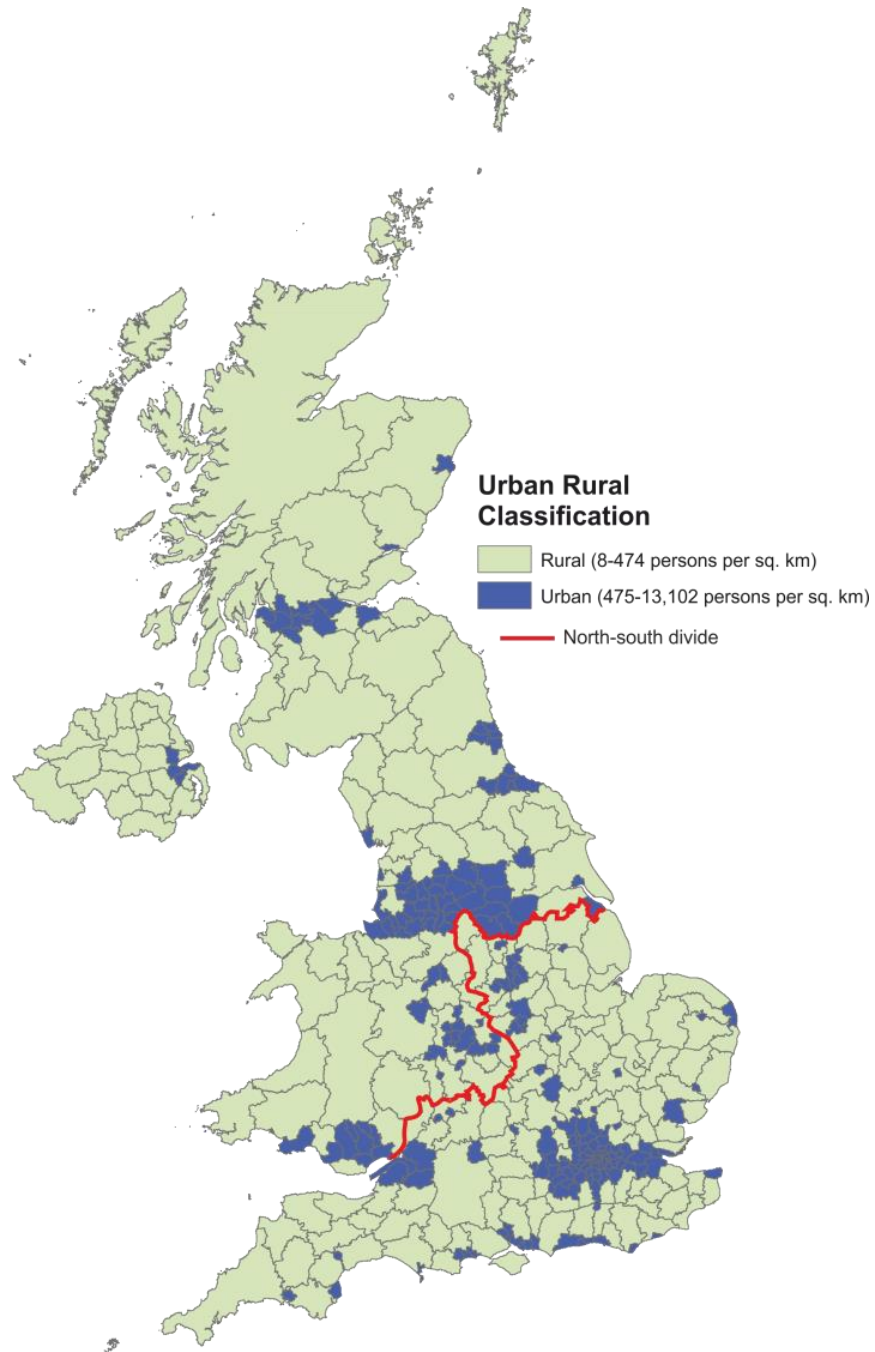 Urban Rural
Classification
Rural (8-474 persons per sq. km)
Urban (475-13,102 persons per sq. km)
North-south divide